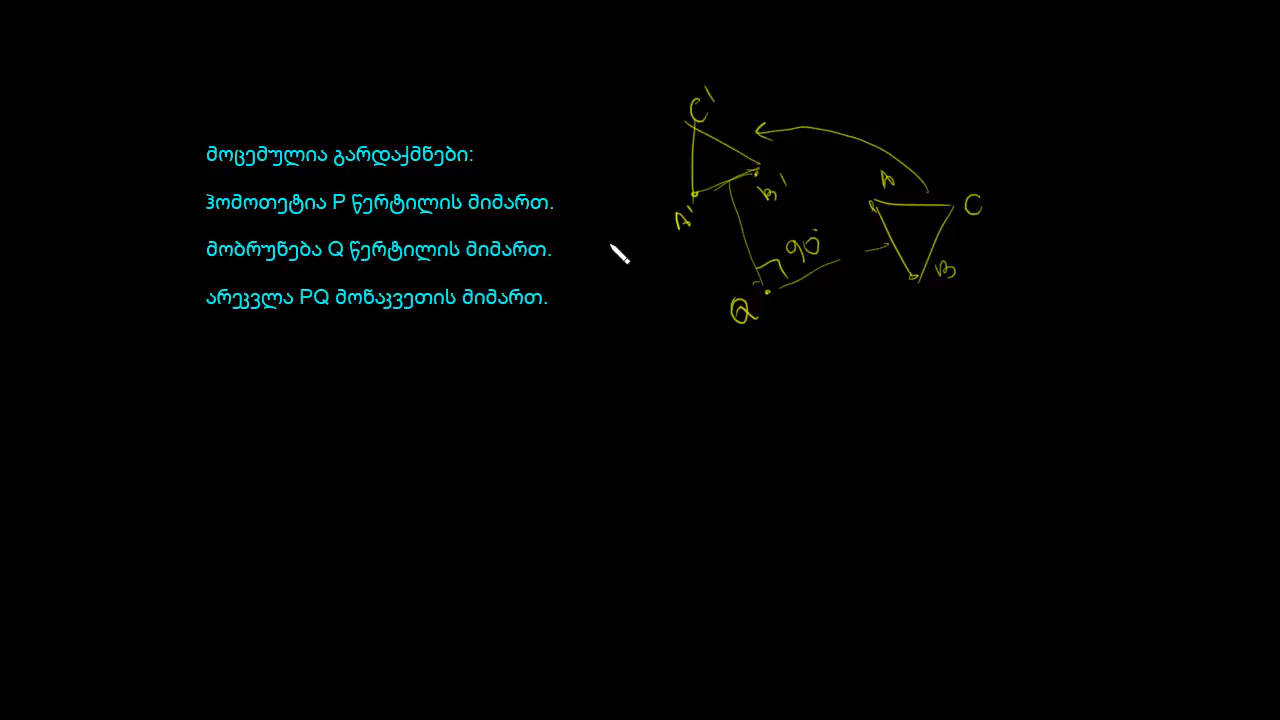 მოცემულია გარდაქმნები:
ჰომოთეტია P წერტილის მიმართ.
მობრუნება Q წერტილის მიმართ.
არეკვლა PQ მონაკვეთის მიმართ.
C'
A'
B'
A
C
B
90°
Q